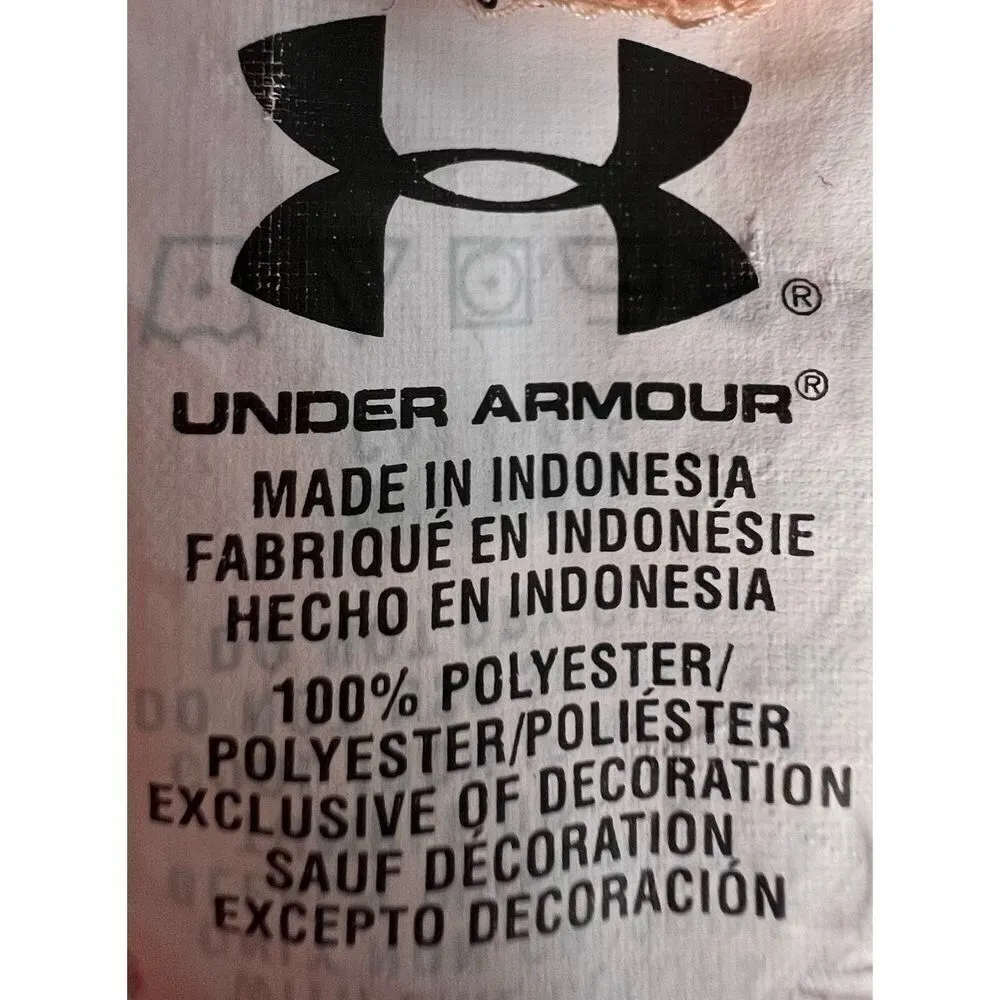 ®
UNDER ARMOUR®
MADE IN INDONESIA
FABRIQUÉ EN INDONÉSIE
HECHO EN INDONESIA
100% POLYESTER/
POLYESTER/POLIÉSTER
EXCLUSIVE OF DECORATION
SAUF DÉCORATION
EXCEPTO DECORACIÓN